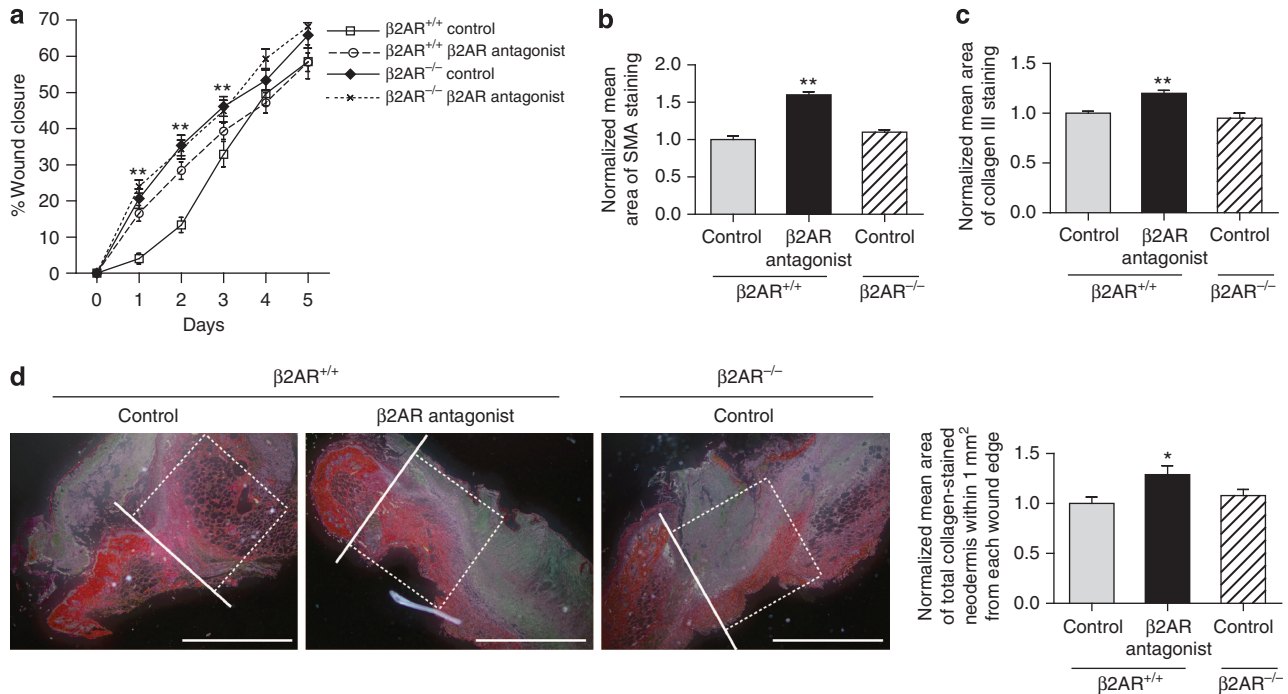 a
% Wound closure
70
60
50
40
30
20
10
0
0 1 2 3 4 5
Days
**
**
**
β2AR+/+ control
β2AR+/+ β2AR antagonist
β2AR−/− control
β2AR−/− β2AR antagonist
b
Normalized mean
area of SMA staining
2.0
1.5
1.0
0.5
0.0
**
Control β2AR Control
antagonist
β2AR+/+ β2AR−/−
c
Normalized mean area
of collagen III staining
1.5
1.0
0.5
0.0
**
Control β2AR Control
antagonist
β2AR+/+ β2AR−/−
d
β2AR+/+ β2AR−/−
Control β2AR antagonist Control
Normalized mean area
of total collagen-stained
neodermis within 1 mm²
from each wound edge
1.5
1.0
0.5
0.0
*
Control β2AR Control
antagonist
β2AR+/+ β2AR−/−